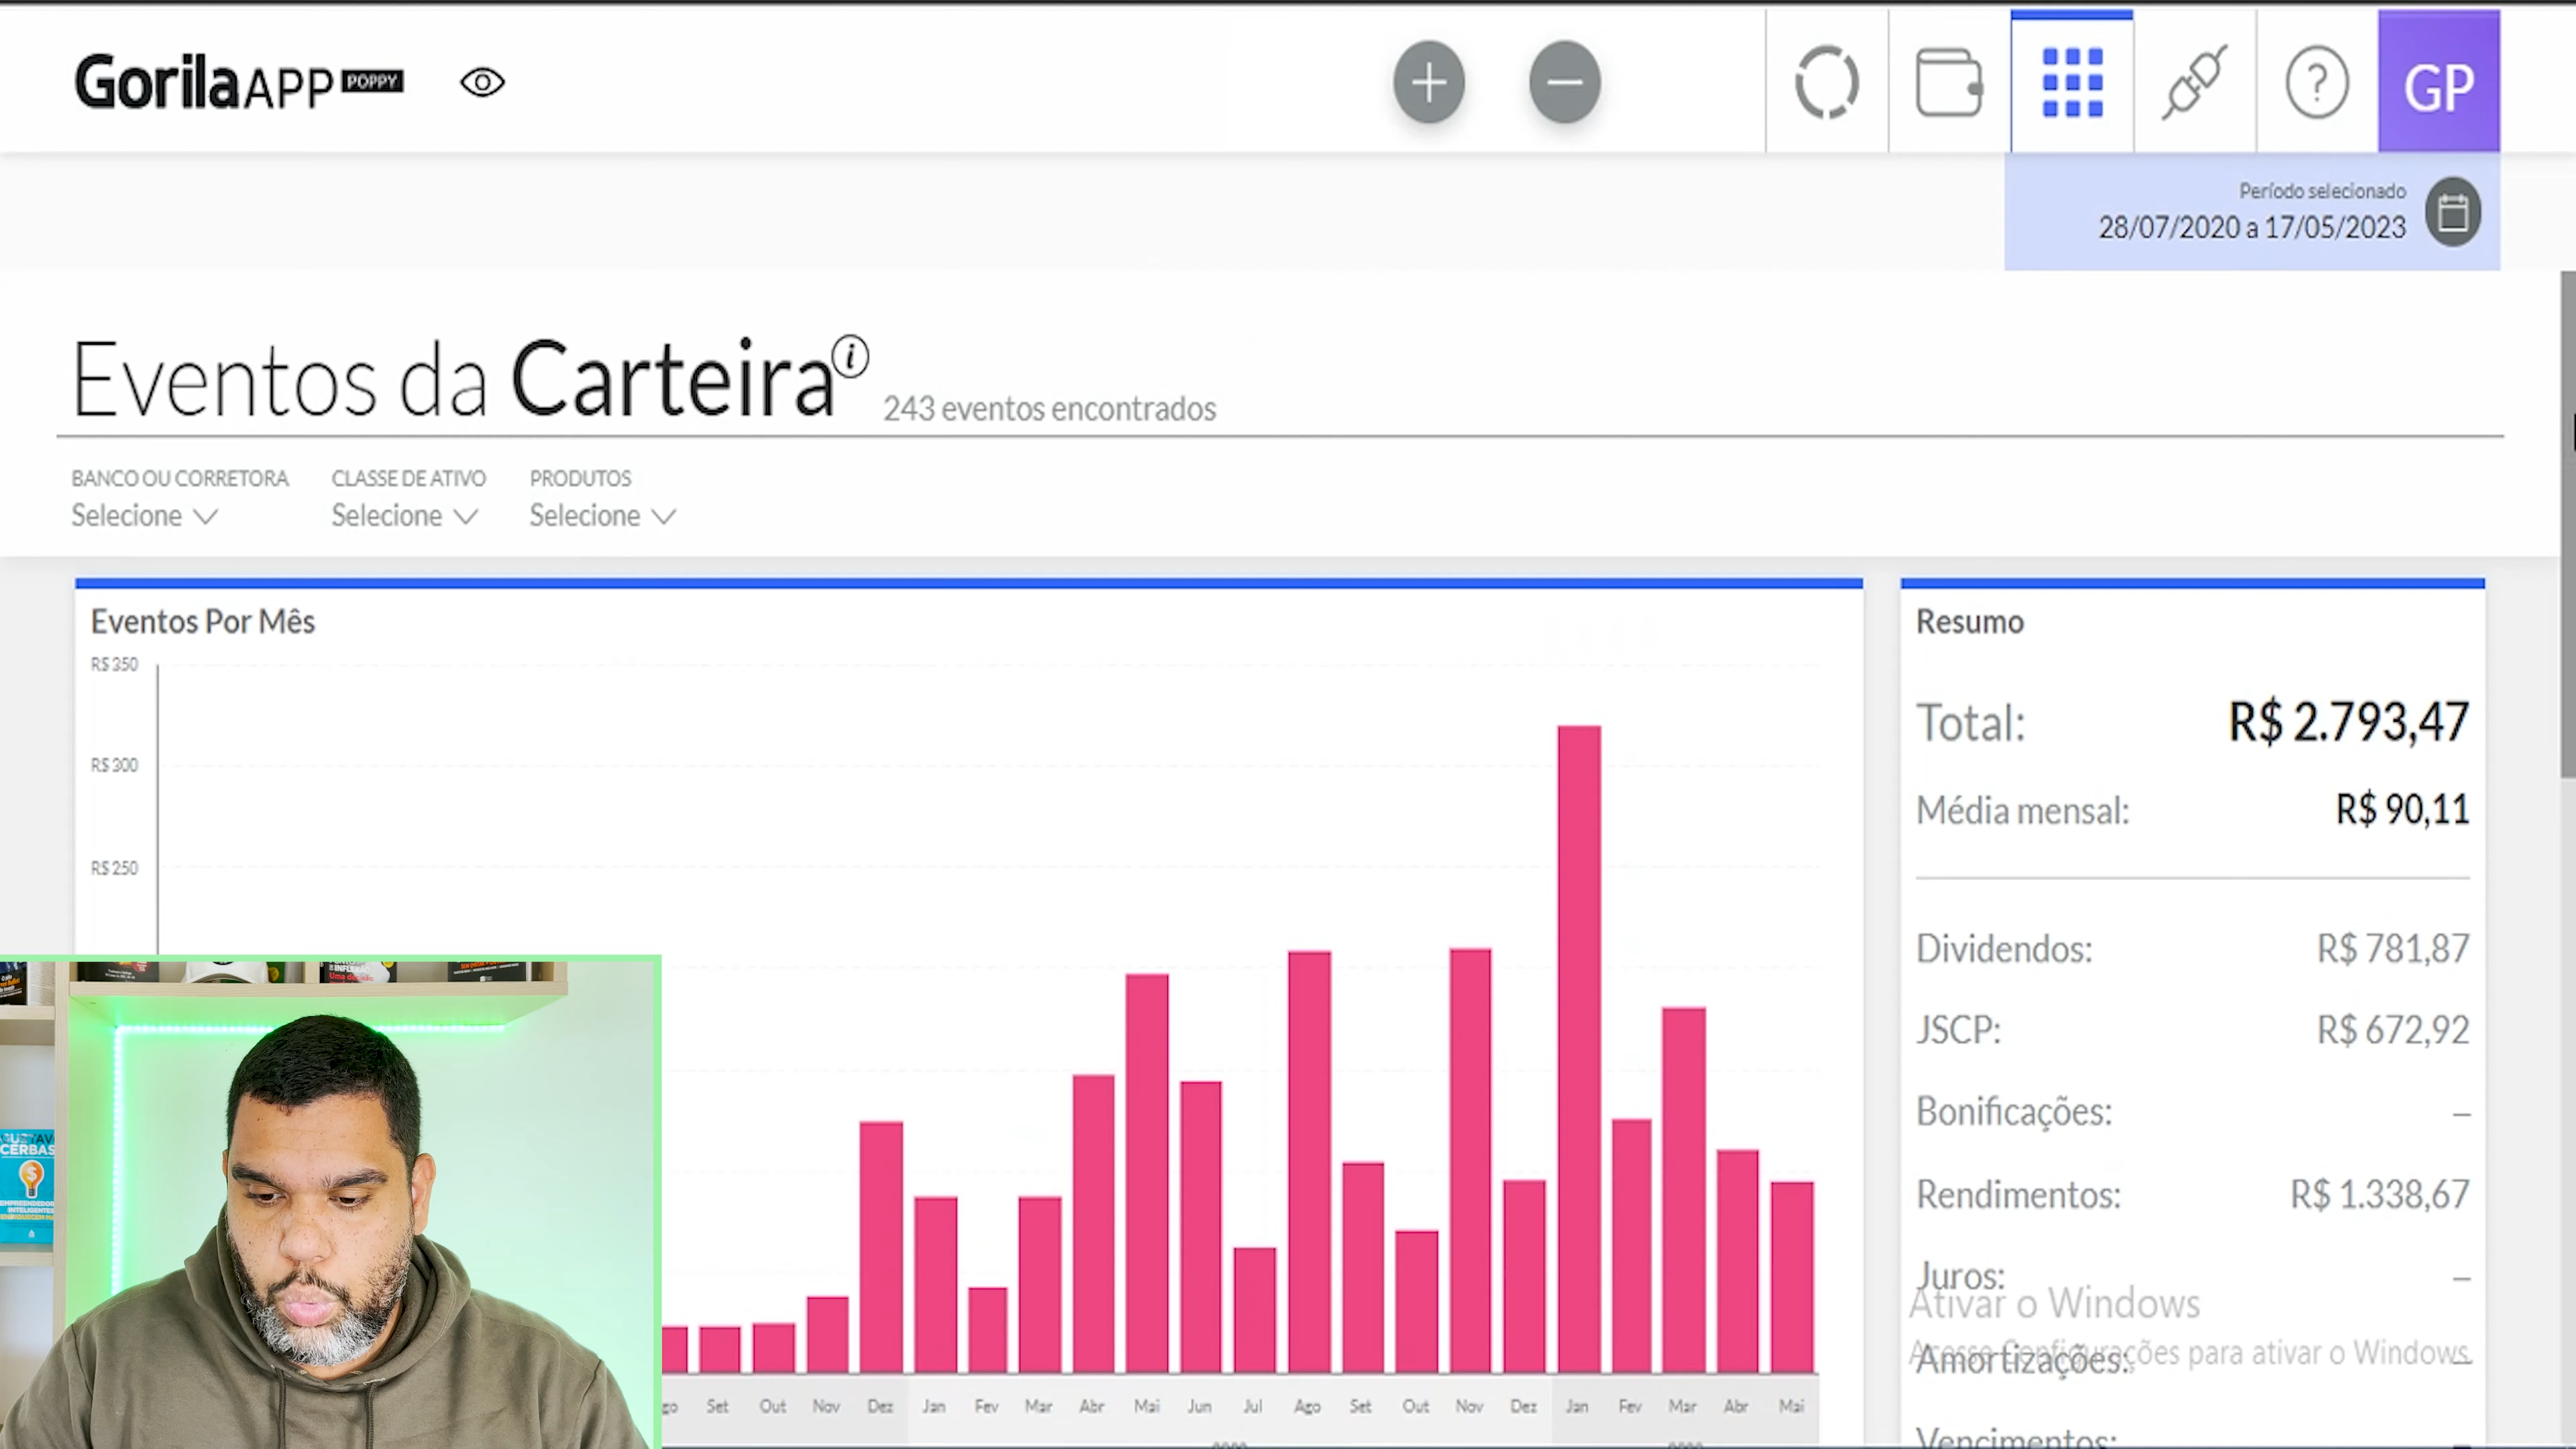 GorilaAPP POPPY
GP
Período selecionado
28/07/2020 a 17/05/2023
Eventos da Carteira
243 eventos encontrados
BANCO OU CORRETORA CLASSE DE ATIVO PRODUTOS
Selecione Selecione Selecione
Eventos Por Mês
R$ 350
R$ 300
R$ 250
Set Out Nov Dez Jan Fev Mar Abr Mai Jun Jul Ago Set Out Nov Dez Jan Fev Mar Abr Mai
Resumo
Total: R$ 2.793,47
Média mensal: R$ 90,11
Dividendos: R$ 781,87
JSCP: R$ 672,92
Bonificações: –
Rendimentos: R$ 1.338,67
Juros: –
Ativar o Windows
Acesse Configurações para ativar o Windows.
Amortizações: –
Vencimentos: –
CERBAS